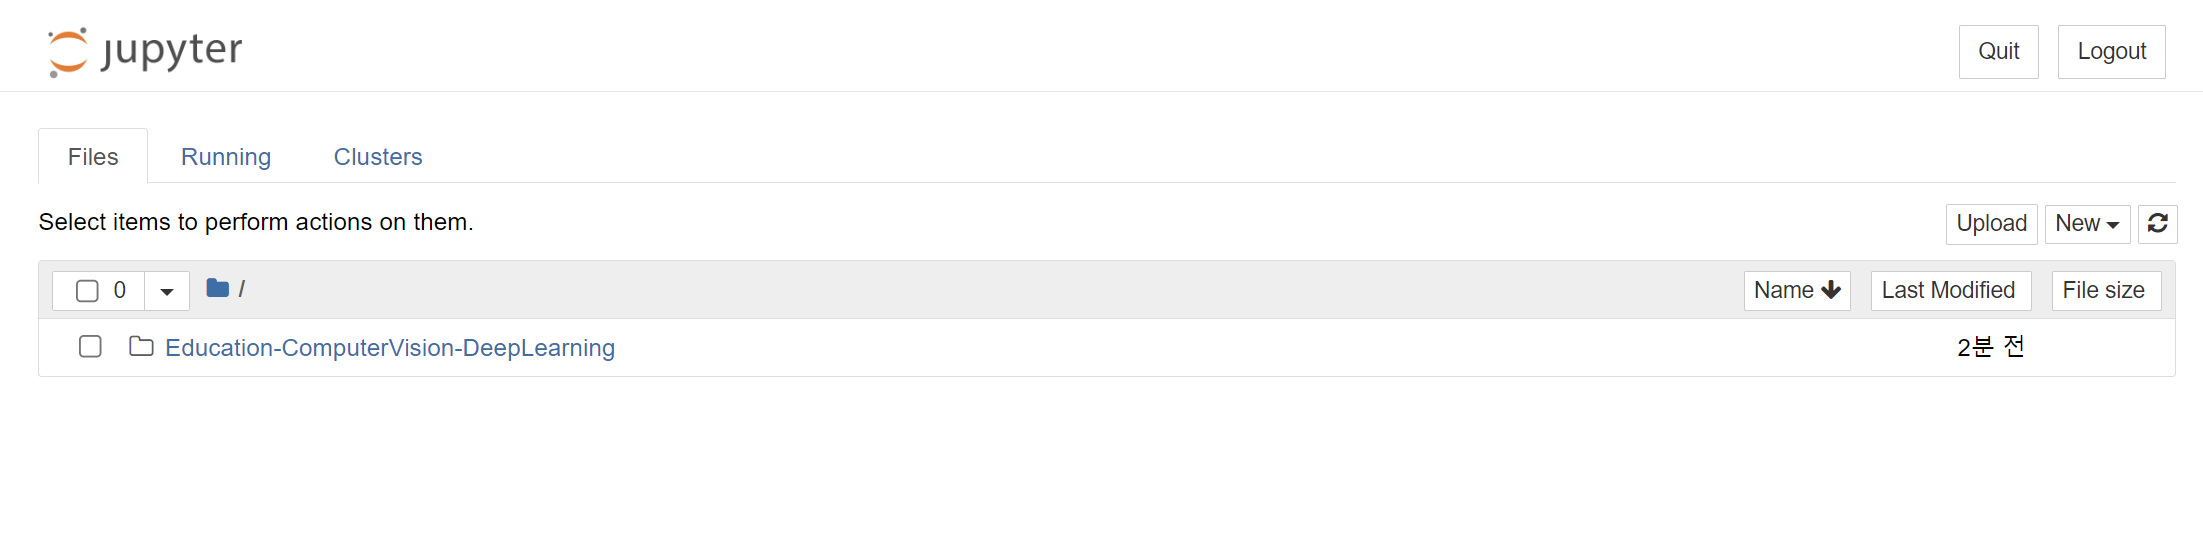 jupyter
Quit Logout
Files Running Clusters
Select items to perform actions on them.
Upload New
0 / Name Last Modified File size
Education-ComputerVision-DeepLearning 2분 전